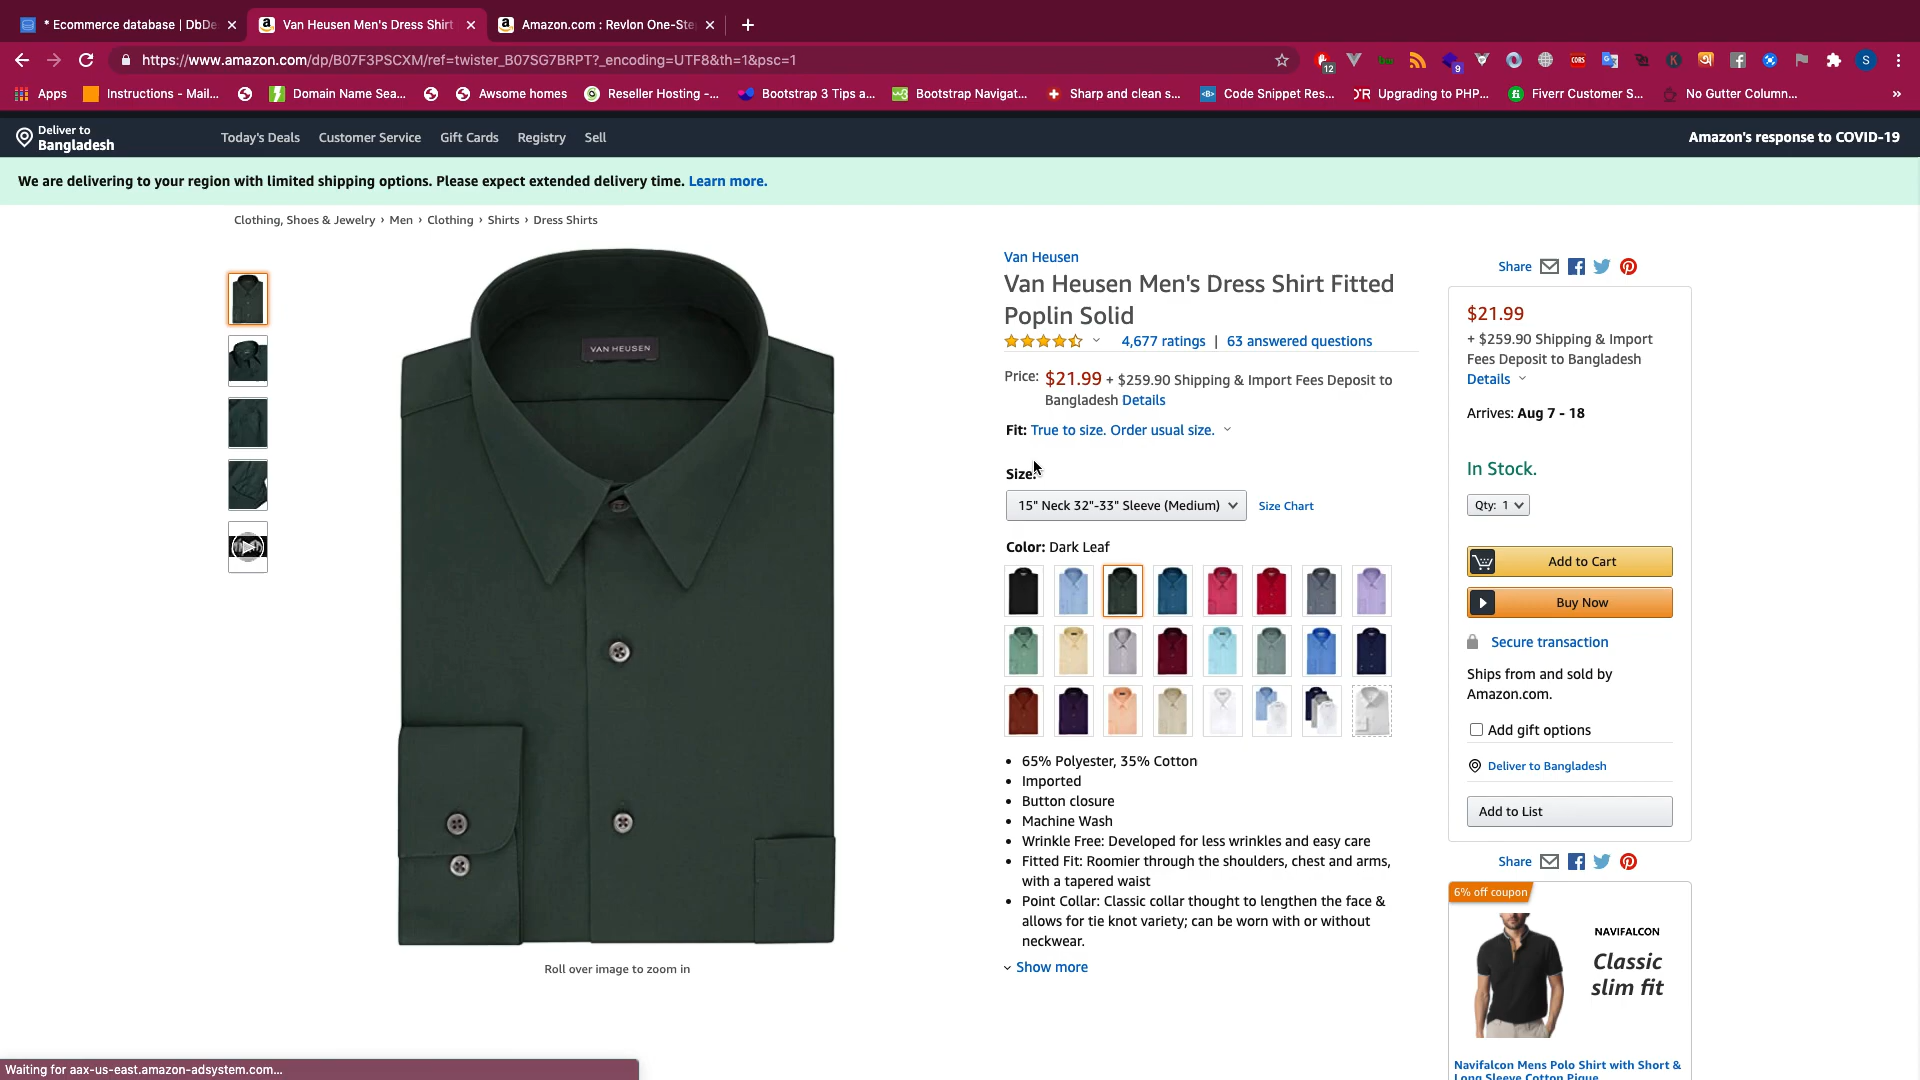 * Ecommerce database | DbDe
Van Heusen Men's Dress Shirt
Amazon.com : Revlon One-Ste
https://www.amazon.com/dp/B07F3PSCXM/ref=twister_B07SG7BRPT?_encoding=UTF8&th=1&psc=1
12
9
CORS
K
S
Apps
Instructions - Mail...
Domain Name Sea...
Awsome homes
Reseller Hosting -...
Bootstrap 3 Tips a...
Bootstrap Navigat...
Sharp and clean s...
Code Snippet Res...
Upgrading to PHP...
Fiverr Customer S...
No Gutter Column...
»
Deliver to
Bangladesh
Today's Deals
Customer Service
Gift Cards
Registry
Sell
Amazon's response to COVID-19
We are delivering to your region with limited shipping options. Please expect extended delivery time. Learn more.
Clothing, Shoes & Jewelry › Men › Clothing › Shirts › Dress Shirts
VAN HEUSEN
Roll over image to zoom in
Van Heusen
Van Heusen Men's Dress Shirt Fitted
Poplin Solid
4,677 ratings | 63 answered questions
Price: $21.99 + $259.90 Shipping & Import Fees Deposit to
Bangladesh Details
Fit: True to size. Order usual size.
Size:
15" Neck 32"-33" Sleeve (Medium)
Size Chart
Color: Dark Leaf
• 65% Polyester, 35% Cotton
• Imported
• Button closure
• Machine Wash
• Wrinkle Free: Developed for less wrinkles and easy care
• Fitted Fit: Roomier through the shoulders, chest and arms,
with a tapered waist
• Point Collar: Classic collar thought to lengthen the face &
allows for tie knot variety; can be worn with or without
neckwear.
Show more
Share
$21.99
+ $259.90 Shipping & Import
Fees Deposit to Bangladesh
Details
Arrives: Aug 7 - 18
In Stock.
Qty: 1
Add to Cart
Buy Now
Secure transaction
Ships from and sold by
Amazon.com.
Add gift options
Deliver to Bangladesh
Add to List
Share
6% off coupon
NAVIFALCON
Classic
slim fit
Navifalcon Mens Polo Shirt with Short &
Long Sleeve Cotton Pique
Waiting for aax-us-east.amazon-adsystem.com...